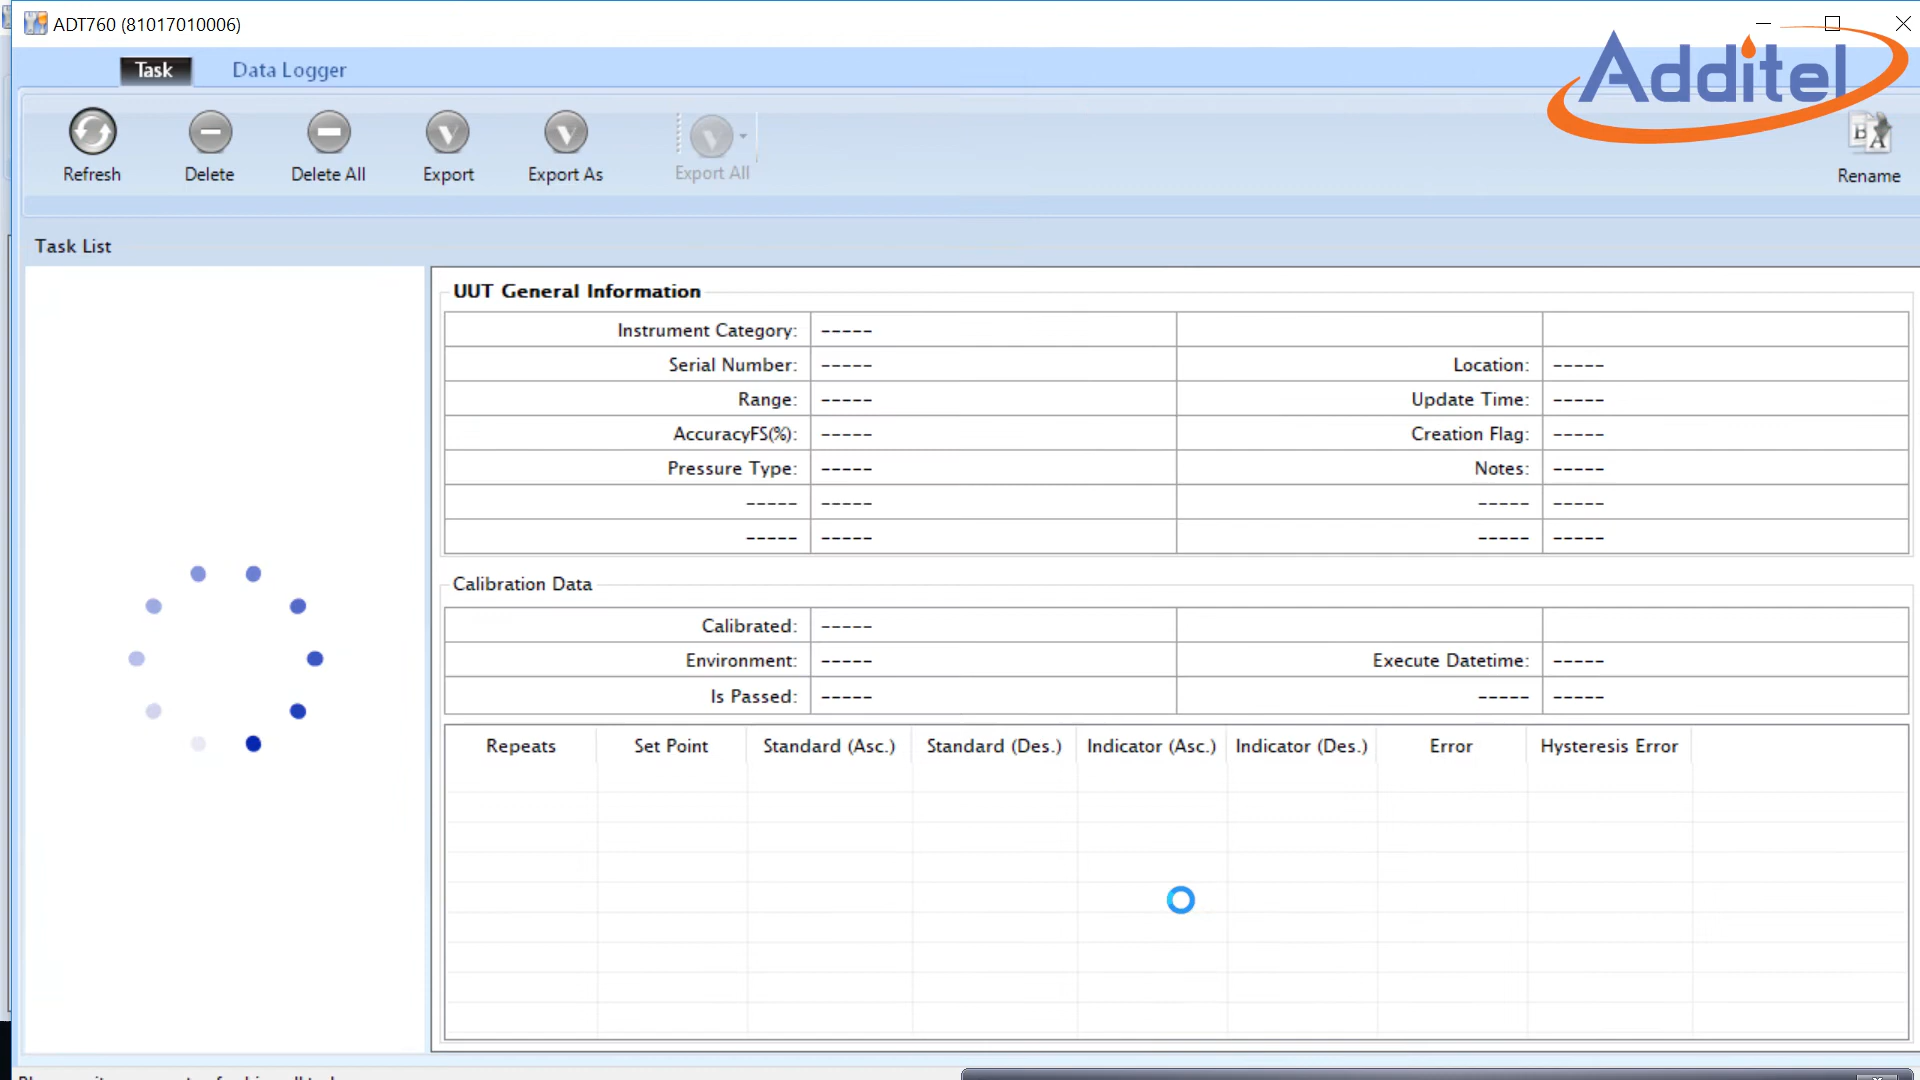 ADT760 (81017010006)
Additel
Task Data Logger
Refresh Delete Delete All Export Export As Export All Rename
Task List
UUT General Information
Instrument Category: -----
Serial Number: ----- Location: -----
Range: ----- Update Time: -----
AccuracyFS(%): ----- Creation Flag: -----
Pressure Type: ----- Notes: -----
----- ----- ----- -----
----- ----- ----- -----
Calibration Data
Calibrated: -----
Environment: ----- Execute Datetime: -----
Is Passed: ----- ----- -----
Repeats Set Point Standard (Asc.) Standard (Des.) Indicator (Asc.) Indicator (Des.) Error Hysteresis Error